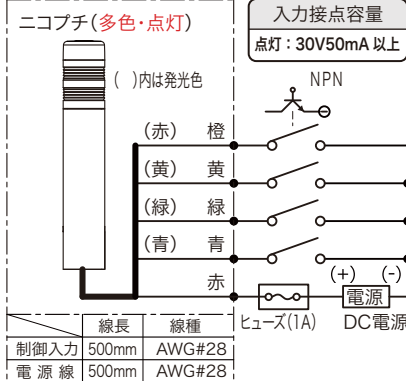 ニコプチ(多色・点灯)
入力接点容量
点灯：30V50mA 以上
(　)内は発光色
NPN
(赤) 橙
(黄) 黄
(緑) 緑
(青) 青
赤
(+) (-)
電源
ヒューズ(1A) DC電源
線長 線種
制御入力 500mm AWG#28
電源線 500mm AWG#28